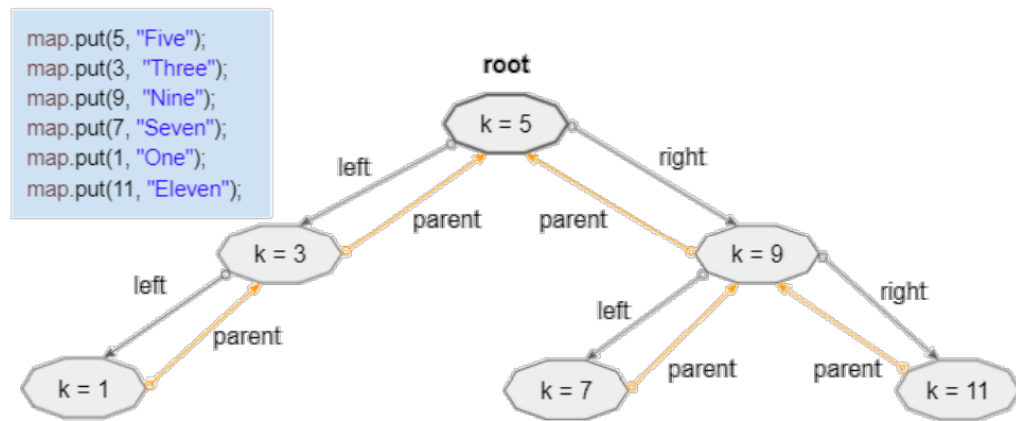 map.put(5, "Five");
map.put(3, "Three");
map.put(9, "Nine");
map.put(7, "Seven");
map.put(1, "One");
map.put(11, "Eleven");
root
k = 5
left
right
parent
parent
k = 3
k = 9
left
parent
left
right
parent
parent
k = 1
k = 7
k = 11